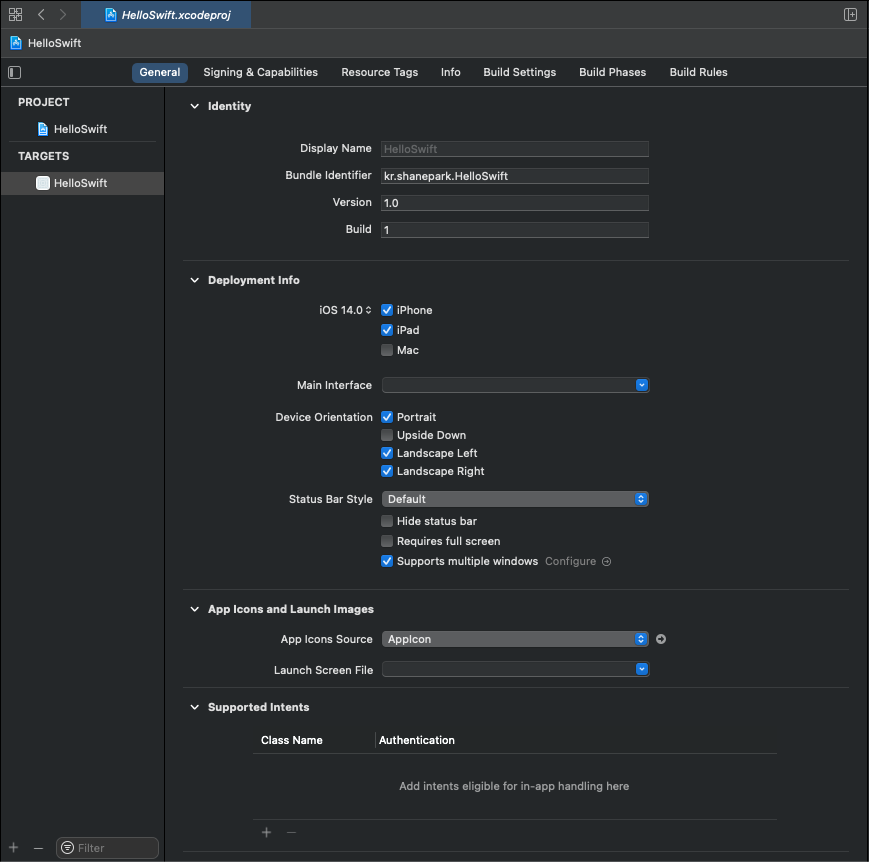 HelloSwift.xcodeproj
HelloSwift
General Signing & Capabilities Resource Tags Info Build Settings Build Phases Build Rules
PROJECT
HelloSwift
TARGETS
HelloSwift
Identity
Display Name HelloSwift
Bundle Identifier kr.shanepark.HelloSwift
Version 1.0
Build 1
Deployment Info
iOS 14.0 iPhone
iPad
Mac
Main Interface
Device Orientation Portrait
Upside Down
Landscape Left
Landscape Right
Status Bar Style Default
Hide status bar
Requires full screen
Supports multiple windows Configure
App Icons and Launch Images
App Icons Source AppIcon
Launch Screen File
Supported Intents
Class Name Authentication
Add intents eligible for in-app handling here
Filter